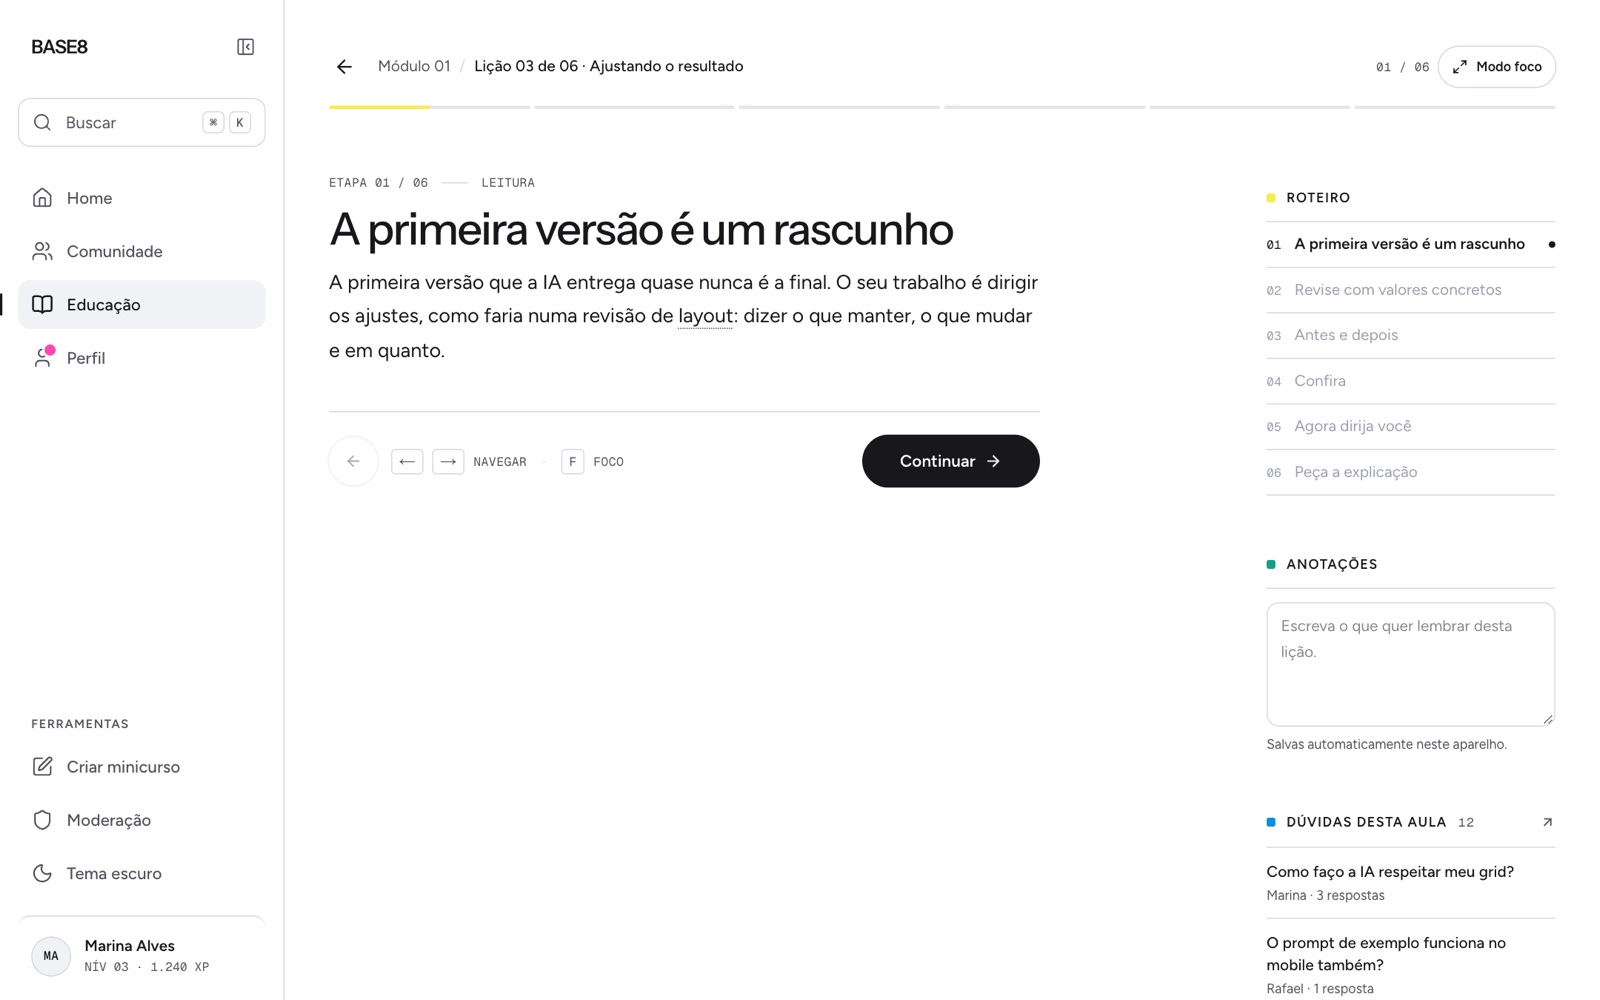 BASE8
Buscar ⌘ K
Home
Comunidade
Educação
Perfil
FERRAMENTAS
Criar minicurso
Moderação
Tema escuro
MA
Marina Alves
NÍV 03 · 1.240 XP
Módulo 01 / Lição 03 de 06 · Ajustando o resultado
01 / 06
Modo foco
ETAPA 01 / 06 — LEITURA
A primeira versão é um rascunho
A primeira versão que a IA entrega quase nunca é a final. O seu trabalho é dirigir
os ajustes, como faria numa revisão de layout: dizer o que manter, o que mudar
e em quanto.
← → NAVEGAR · F FOCO
Continuar →
ROTEIRO
01 A primeira versão é um rascunho
02 Revise com valores concretos
03 Antes e depois
04 Confira
05 Agora dirija você
06 Peça a explicação
ANOTAÇÕES
Escreva o que quer lembrar desta
lição.
Salvas automaticamente neste aparelho.
DÚVIDAS DESTA AULA 12
Como faço a IA respeitar meu grid?
Marina · 3 respostas
O prompt de exemplo funciona no
mobile também?
Rafael · 1 resposta